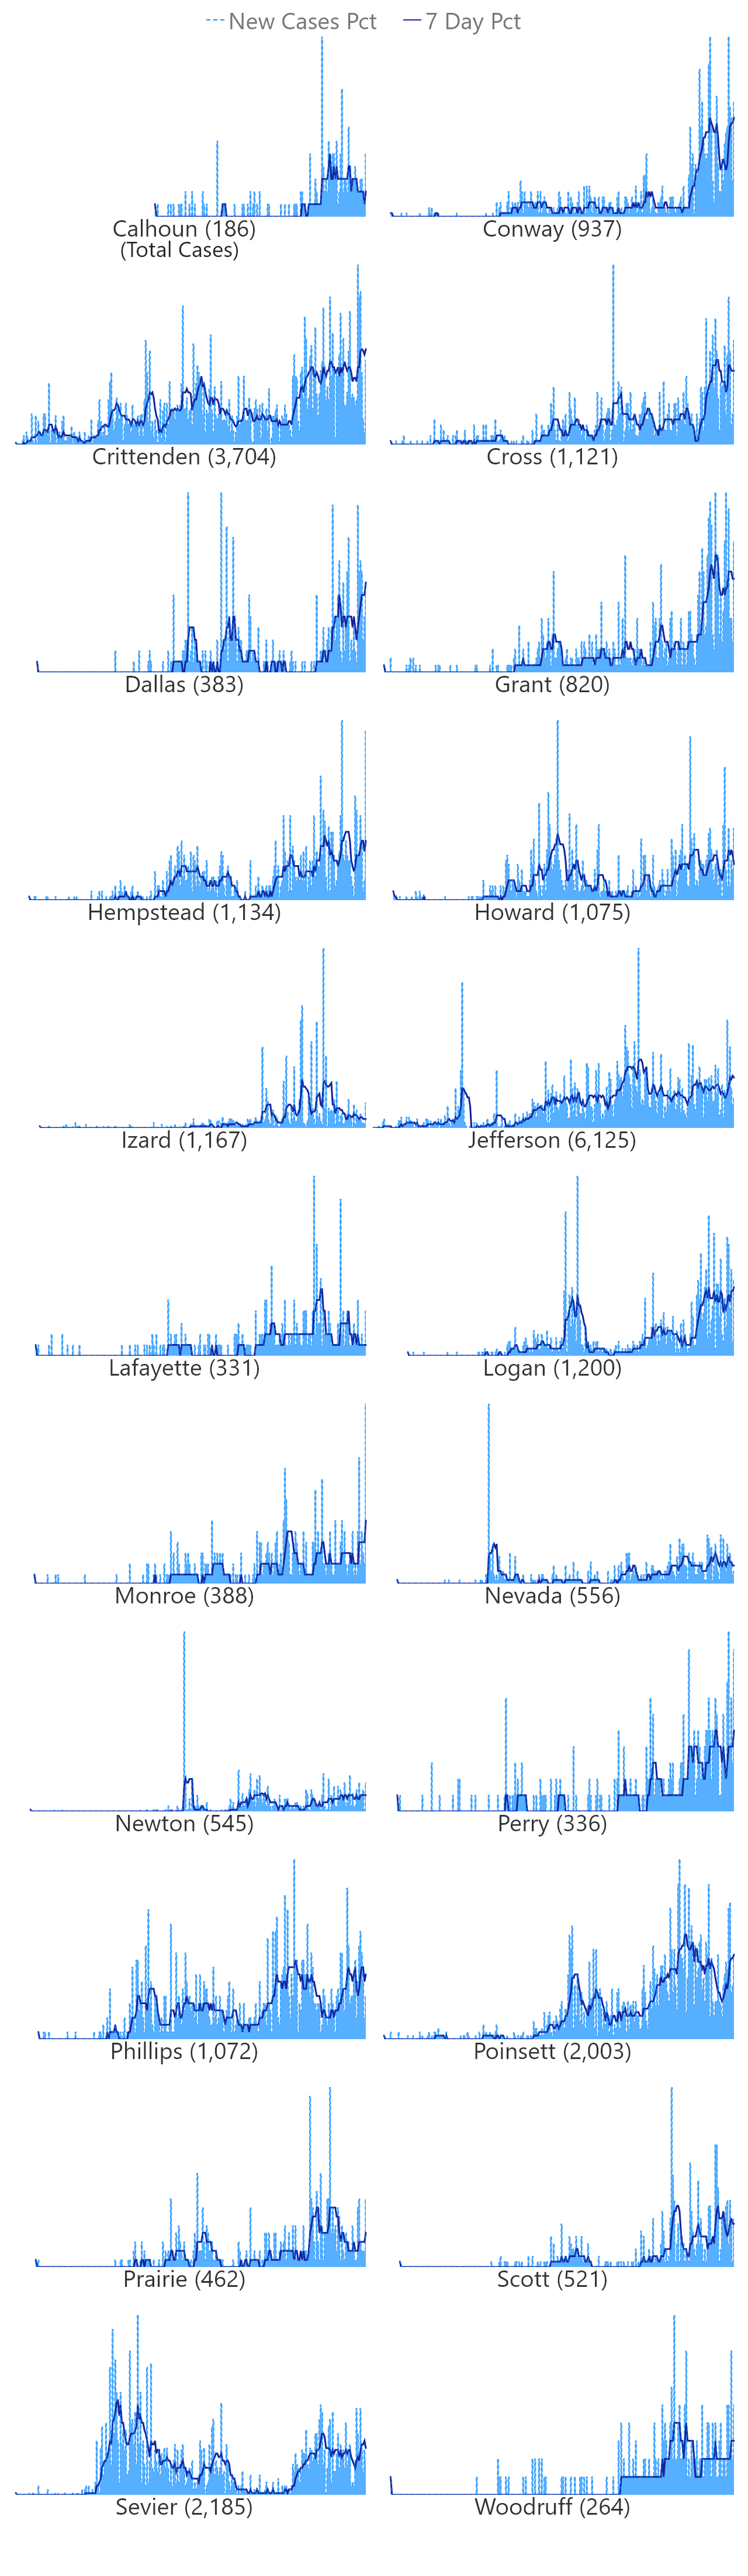 New Cases Pct 7 Day Pct
Calhoun (186) Conway (937)
(Total Cases)
Crittenden (3,704) Cross (1,121)
Dallas (383) Grant (820)
Hempstead (1,134) Howard (1,075)
Izard (1,167) Jefferson (6,125)
Lafayette (331) Logan (1,200)
Monroe (388) Nevada (556)
Newton (545) Perry (336)
Phillips (1,072) Poinsett (2,003)
Prairie (462) Scott (521)
Sevier (2,185) Woodruff (264)